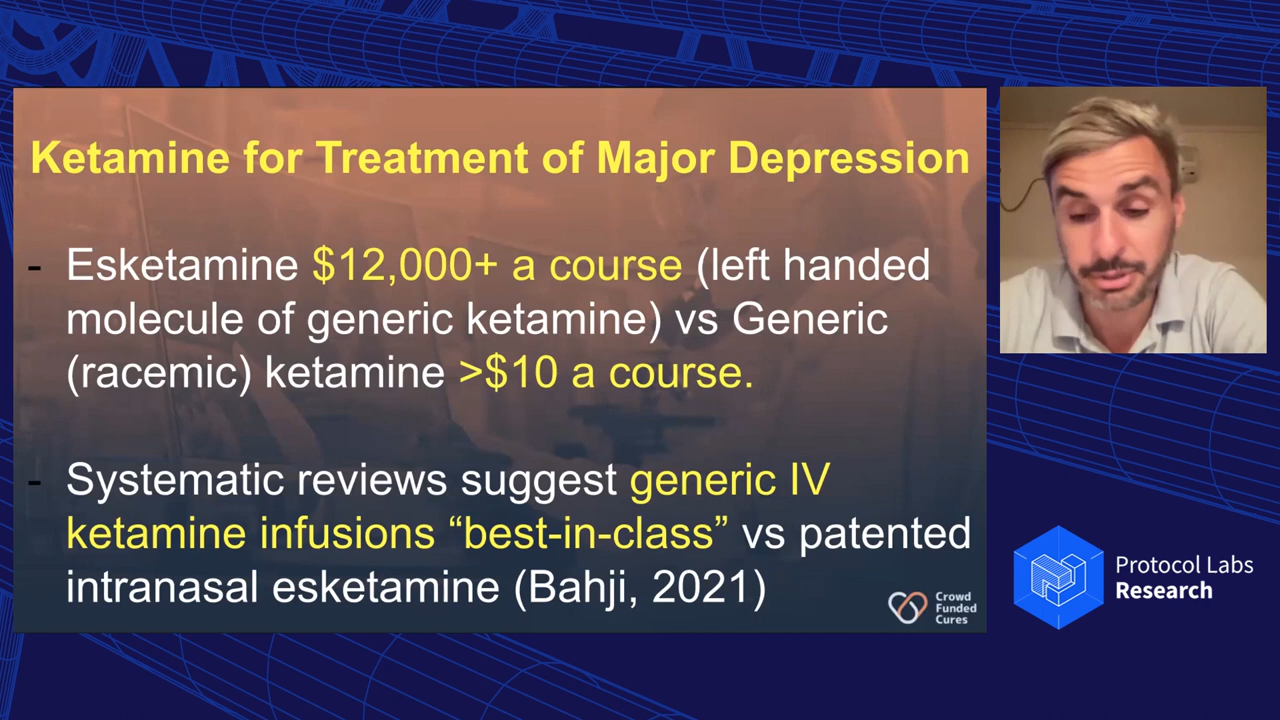 Ketamine for Treatment of Major Depression
- Esketamine $12,000+ a course (left handed
molecule of generic ketamine) vs Generic
(racemic) ketamine >$10 a course.
- Systematic reviews suggest generic IV
ketamine infusions “best-in-class” vs patented
intranasal esketamine (Bahji, 2021)
Crowd
Funded
Cures
Protocol Labs
Research